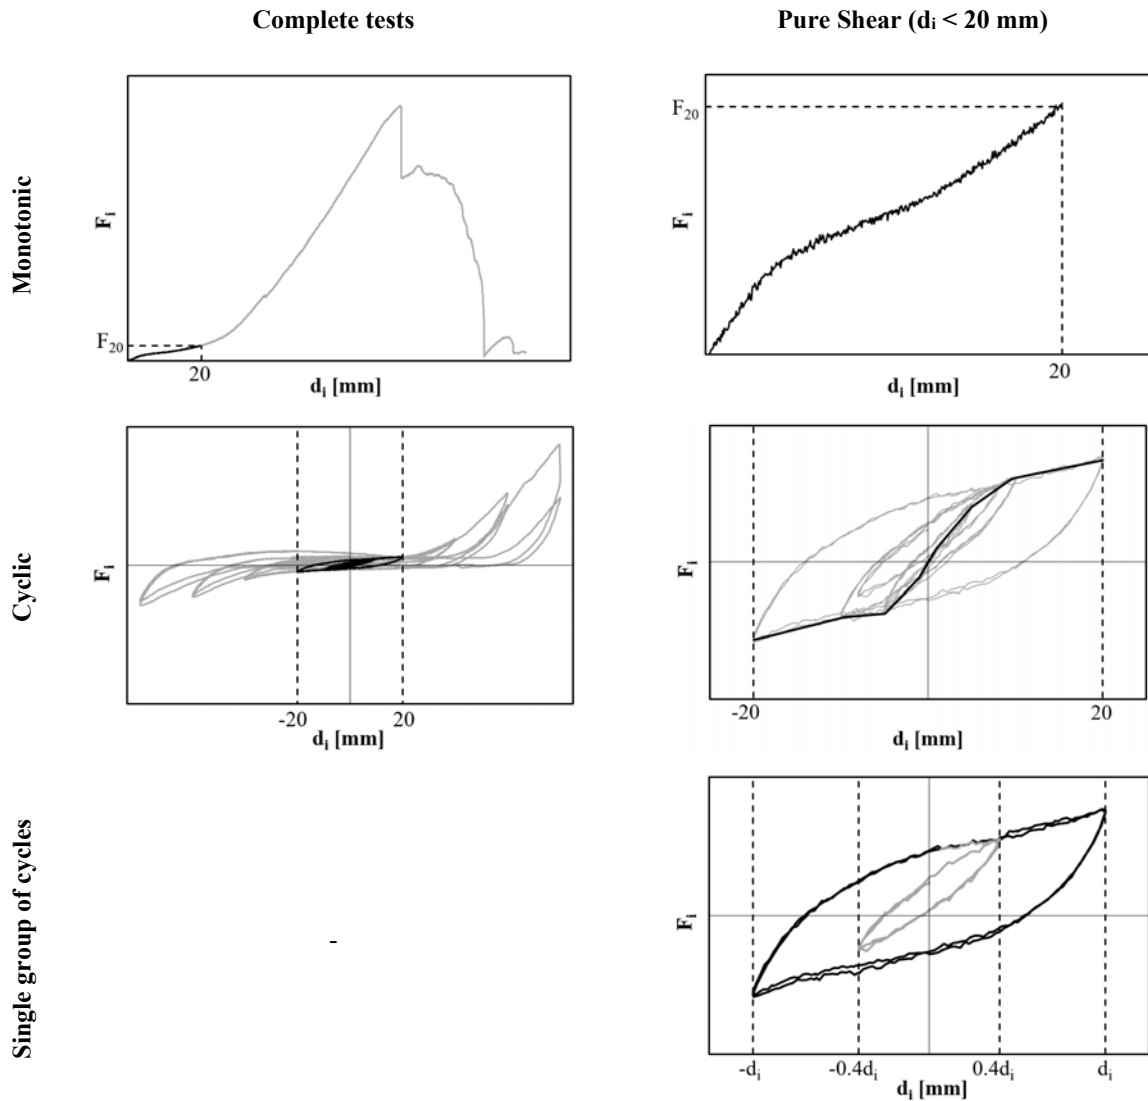 Complete tests
Pure Shear (di < 20 mm)
Monotonic
Fi
F20
20
di [mm]
Fi
F20
20
di [mm]
Cyclic
Fi
-20
20
di [mm]
Fi
-20
20
di [mm]
Single group of cycles
-
Fi
-di
-0.4di
0.4di
di
di [mm]